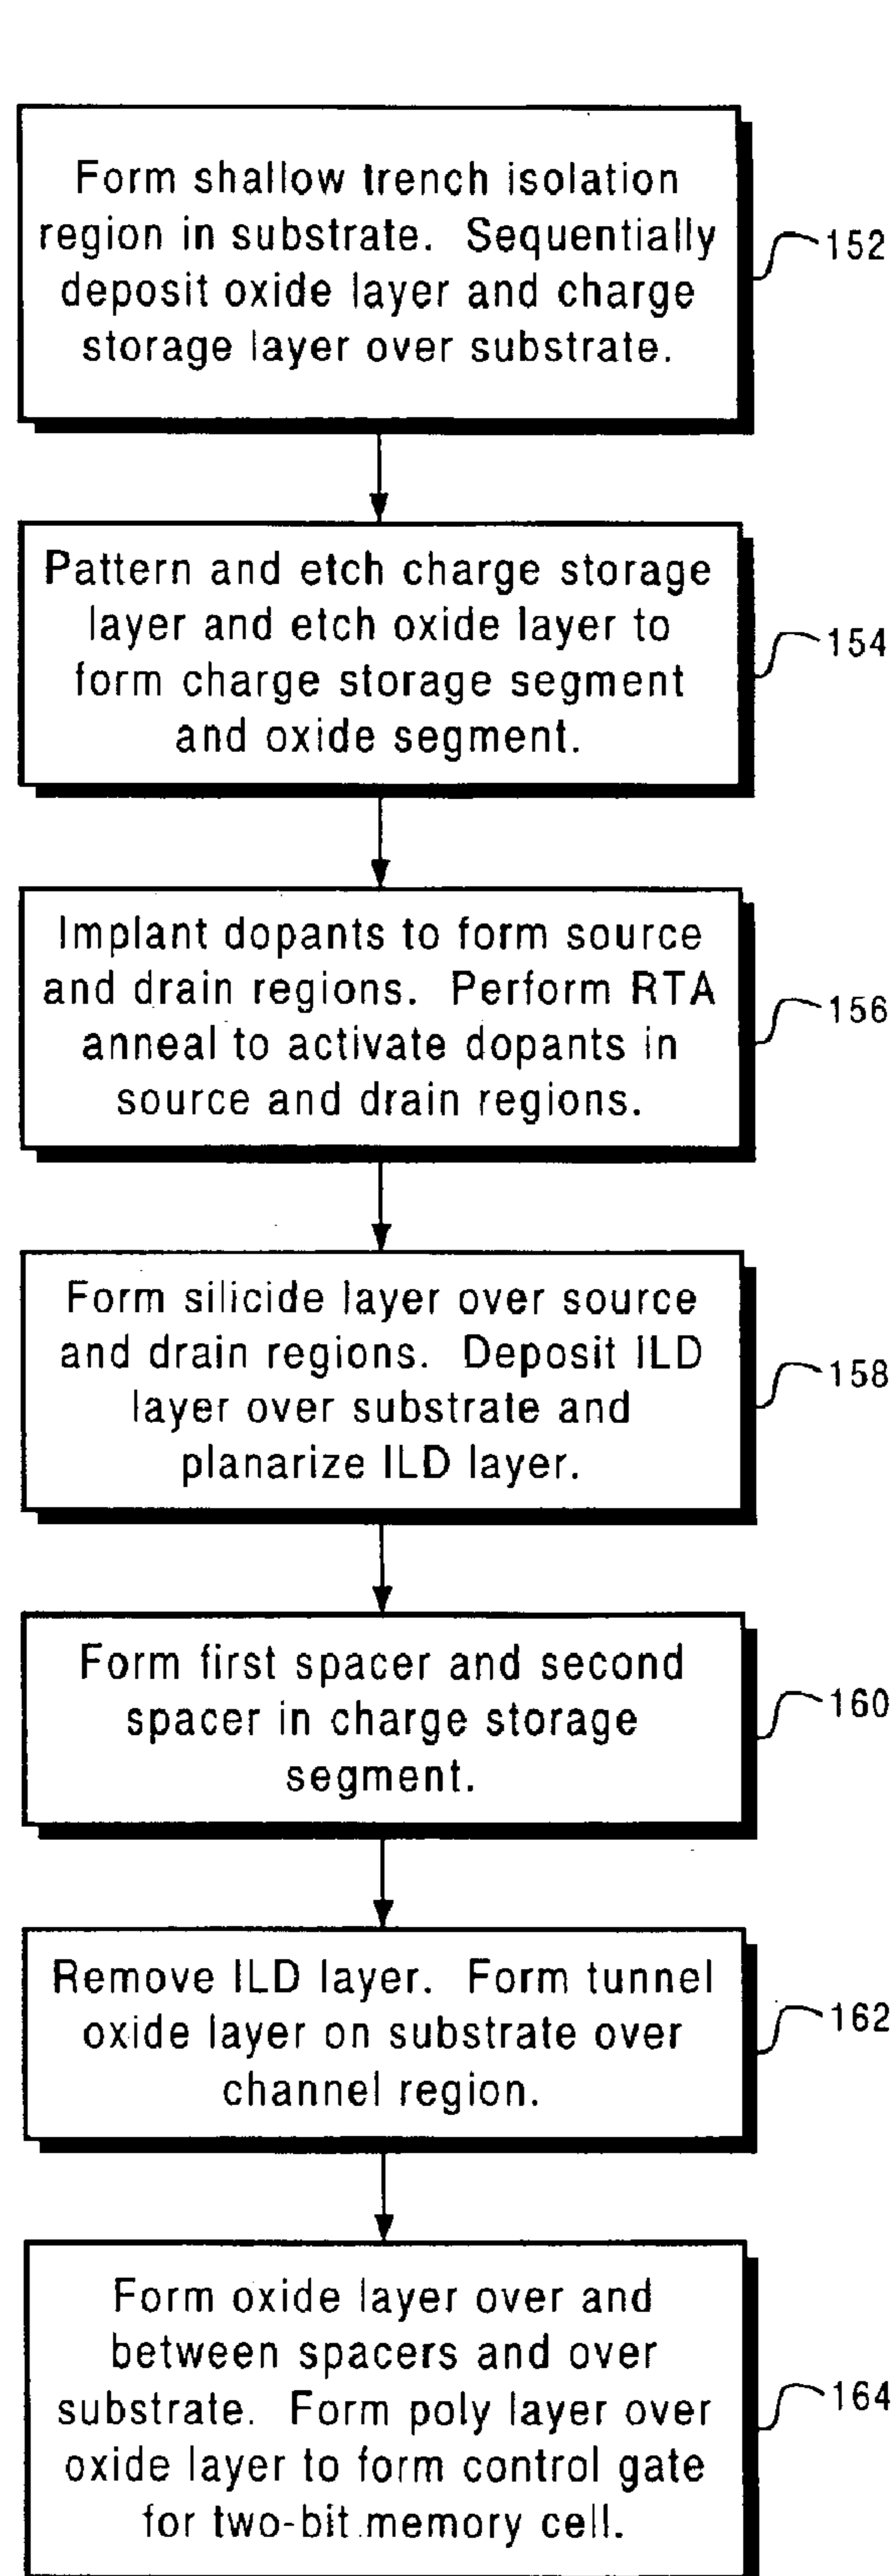 Form shallow trench isolation
region in substrate. Sequentially
deposit oxide layer and charge
storage layer over substrate.
152
Pattern and etch charge storage
layer and etch oxide layer to
form charge storage segment
and oxide segment.
154
Implant dopants to form source
and drain regions. Perform RTA
anneal to activate dopants in
source and drain regions.
156
Form silicide layer over source
and drain regions. Deposit ILD
layer over substrate and
planarize ILD layer.
158
Form first spacer and second
spacer in charge storage
segment.
160
Remove ILD layer. Form tunnel
oxide layer on substrate over
channel region.
162
Form oxide layer over and
between spacers and over
substrate. Form poly layer over
oxide layer to form control gate
for two-bit memory cell.
164